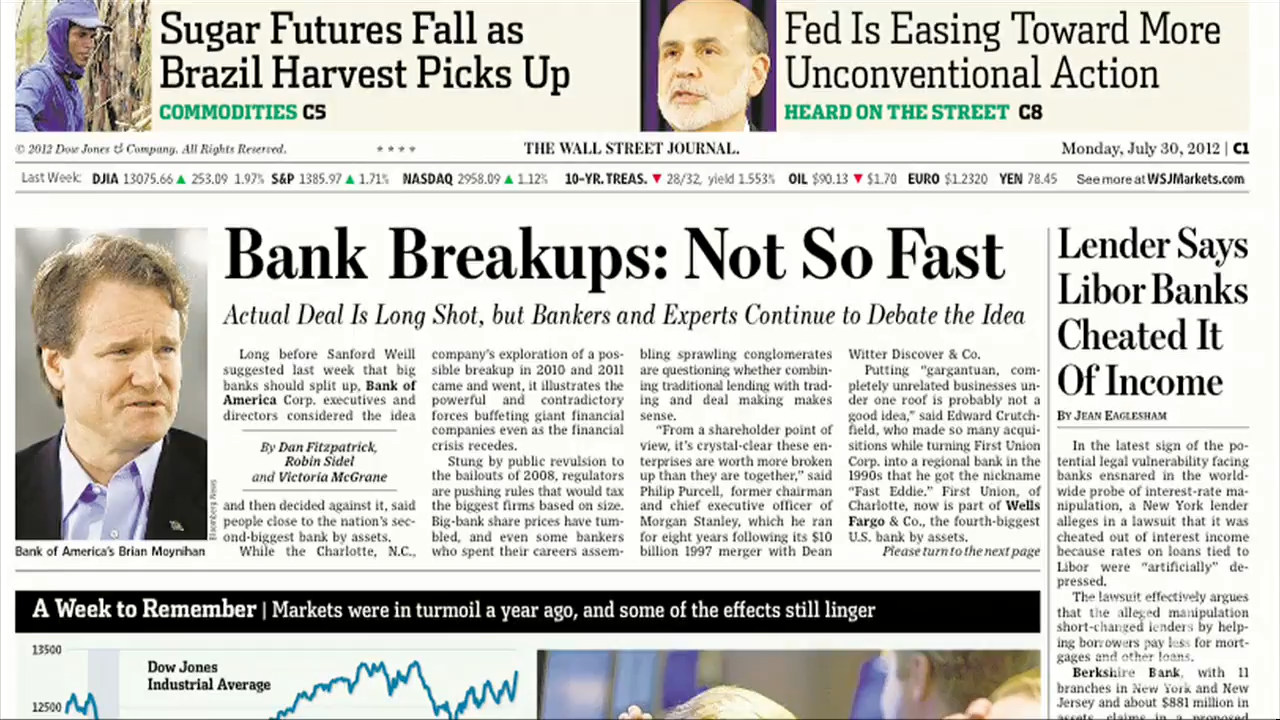 Sugar Futures Fall as
Brazil Harvest Picks Up
COMMODITIES C5
Fed Is Easing Toward More
Unconventional Action
HEARD ON THE STREET C8
© 2012 Dow Jones & Company. All Rights Reserved.
* * * *
THE WALL STREET JOURNAL.
Monday, July 30, 2012 | C1
Last Week: DJIA 13075.66 ▲ 253.09 1.97% S&P 1385.97 ▲ 1.71% NASDAQ 2958.09 ▲ 1.12% 10-YR. TREAS. ▼ 28/32, yield 1.553% OIL $90.13 ▼ $1.70 EURO $1.2320 YEN 78.45 See more at WSJMarkets.com
Bank Breakups: Not So Fast
Actual Deal Is Long Shot, but Bankers and Experts Continue to Debate the Idea
Bloomberg News
Bank of America's Brian Moynihan
Long before Sanford Weill
suggested last week that big
banks should split up, Bank of
America Corp. executives and
directors considered the idea
By Dan Fitzpatrick,
Robin Sidel
and Victoria McGrane
and then decided against it, said
people close to the nation's sec-
ond-biggest bank by assets.
While the Charlotte, N.C.,
company's exploration of a pos-
sible breakup in 2010 and 2011
came and went, it illustrates the
powerful and contradictory
forces buffeting giant financial
companies even as the financial
crisis recedes.
Stung by public revulsion to
the bailouts of 2008, regulators
are pushing rules that would tax
the biggest firms based on size.
Big-bank share prices have tum-
bled, and even some bankers
who spent their careers assem-
bling sprawling conglomerates
are questioning whether combin-
ing traditional lending with trad-
ing and deal making makes
sense.
"From a shareholder point of
view, it's crystal-clear these en-
terprises are worth more broken
up than they are together," said
Philip Purcell, former chairman
and chief executive officer of
Morgan Stanley, which he ran
for eight years following its $10
billion 1997 merger with Dean
Witter Discover & Co.
Putting "gargantuan, com-
pletely unrelated businesses un-
der one roof is probably not a
good idea," said Edward Crutch-
field, who made so many acqui-
sitions while turning First Union
Corp. into a regional bank in the
1990s that he got the nickname
"Fast Eddie." First Union, of
Charlotte, now is part of Wells
Fargo & Co., the fourth-biggest
U.S. bank by assets.
Please turn to the next page
Lender Says
Libor Banks
Cheated It
Of Income
BY JEAN EAGLESHAM
In the latest sign of the po-
tential legal vulnerability facing
banks ensnared in the world-
wide probe of interest-rate ma-
nipulation, a New York lender
alleges in a lawsuit that it was
cheated out of interest income
because rates on loans tied to
Libor were "artificially" de-
pressed.
The lawsuit effectively argues
that the alleged manipulation
short-changed lenders by help-
ing borrowers pay less for mort-
gages and other loans.
Berkshire Bank, with 11
branches in New York and New
Jersey and about $881 million in
assets, claims in a proposed
A Week to Remember | Markets were in turmoil a year ago, and some of the effects still linger
13500
Dow Jones
Industrial Average
12500